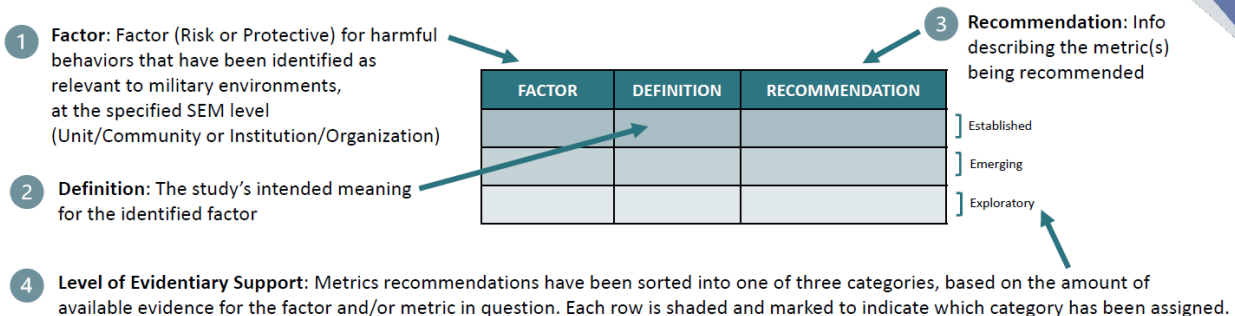 1 Factor: Factor (Risk or Protective) for harmful
behaviors that have been identified as
relevant to military environments,
at the specified SEM level
(Unit/Community or Institution/Organization)
2 Definition: The study's intended meaning
for the identified factor
3 Recommendation: Info
describing the metric(s)
being recommended
FACTOR DEFINITION RECOMMENDATION
Established
Emerging
Exploratory
4 Level of Evidentiary Support: Metrics recommendations have been sorted into one of three categories, based on the amount of
available evidence for the factor and/or metric in question. Each row is shaded and marked to indicate which category has been assigned.